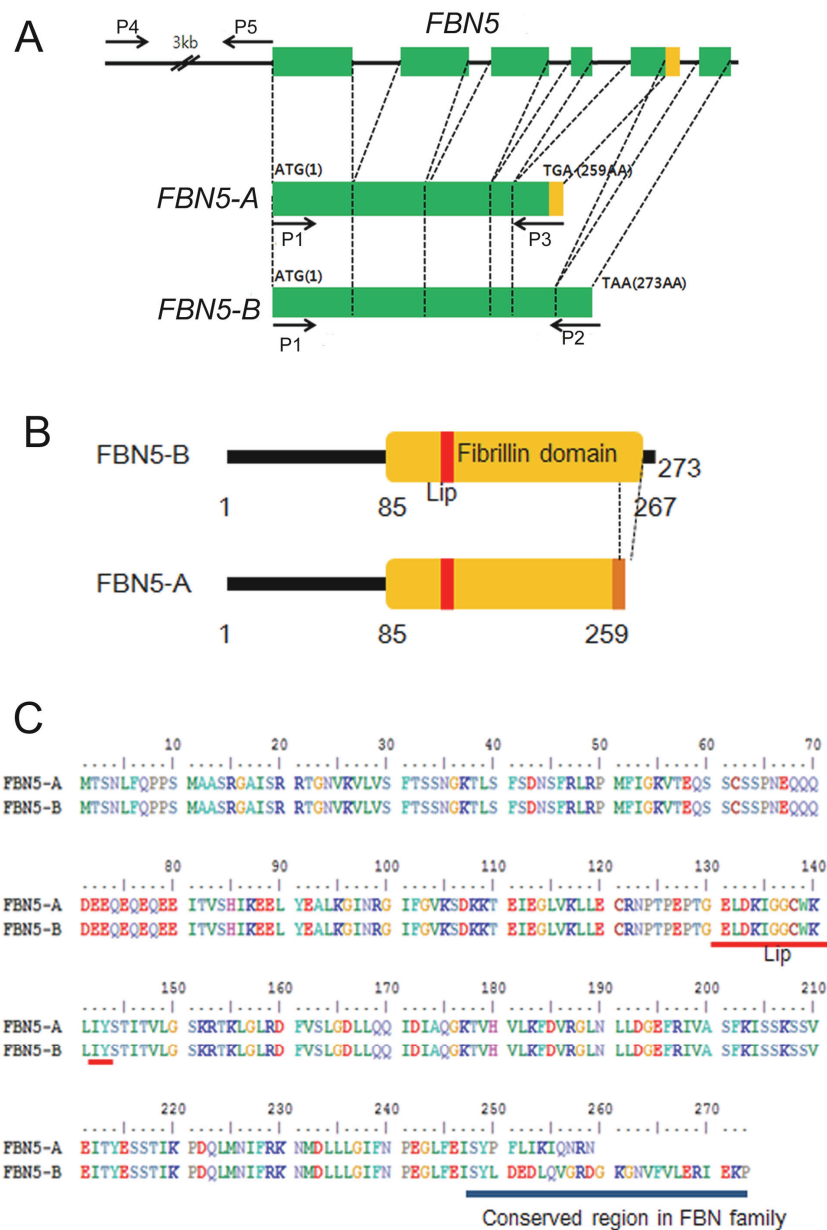 A
P4 P5 FBN5
3kb
ATG(1) TGA (259AA)
FBN5-A
P1 P3
ATG(1) TAA(273AA)
FBN5-B
P1 P2
B
FBN5-B Fibrillin domain 273
Lip
1 85 267
FBN5-A
1 85 259
C
10 20 30 40 50 60 70
FBN5-A MTSNLFQPPS MAASRGAISR RTGNVKVLVS FTSSNGKTLS FSDNSFRLRP MFIGKVTEQS SCSSPNEQQQ
FBN5-B MTSNLFQPPS MAASRGAISR RTGNVKVLVS FTSSNGKTLS FSDNSFRLRP MFIGKVTEQS SCSSPNEQQQ
80 90 100 110 120 130 140
FBN5-A DEEQEQEQEE ITVSHIKEEL YEALKGINRG IFGVKSDKKT EIEGLVKLLE CRNPTPEPTG ELDKIGGCWK
FBN5-B DEEQEQEQEE ITVSHIKEEL YEALKGINRG IFGVKSDKKT EIEGLVKLLE CRNPTPEPTG ELDKIGGCWK
Lip
150 160 170 180 190 200 210
FBN5-A LIYSTITVLG SKRTKLGLRD FVSLGDLLQQ IDIAQGKTVH VLKFDVRGLN LLDGEFRIVA SFKISSKSSV
FBN5-B LIYSTITVLG SKRTKLGLRD FVSLGDLLQQ IDIAQGKTVH VLKFDVRGLN LLDGEFRIVA SFKISSKSSV
220 230 240 250 260 270
FBN5-A EITYESSTIK PDQLMNIFRK NMDLLLGIFN PEGLFEISYP FLIKIQNRN
FBN5-B EITYESSTIK PDQLMNIFRK NMDLLLGIFN PEGLFEISYL DEDLQVGRDG KGNVFVLERI EKP
Conserved region in FBN family